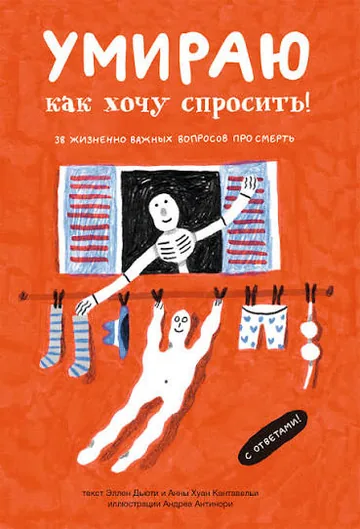 УМИРАЮ
как хочу спросить!
38 жизненно важных вопросов про смерть
с ответами!
текст Эллен Дьюти и Анны Хуан Кантавельи
иллюстрации Андреа Антинори